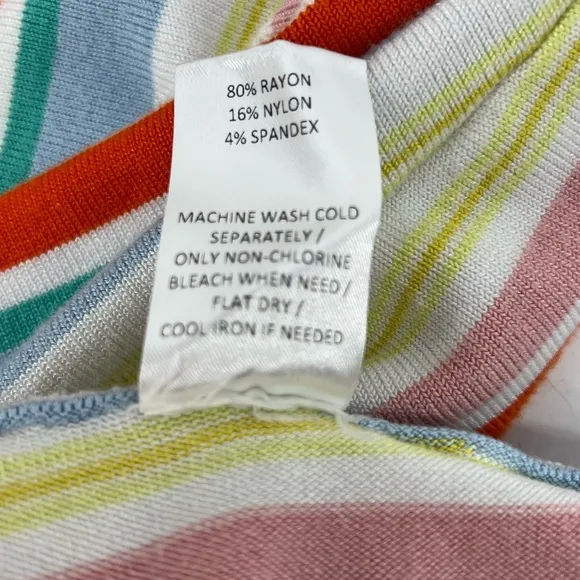 80% RAYON
16% NYLON
4% SPANDEX
MACHINE WASH COLD
SEPARATELY /
ONLY NON-CHLORINE
BLEACH WHEN NEED /
FLAT DRY /
COOL IRON IF NEEDED